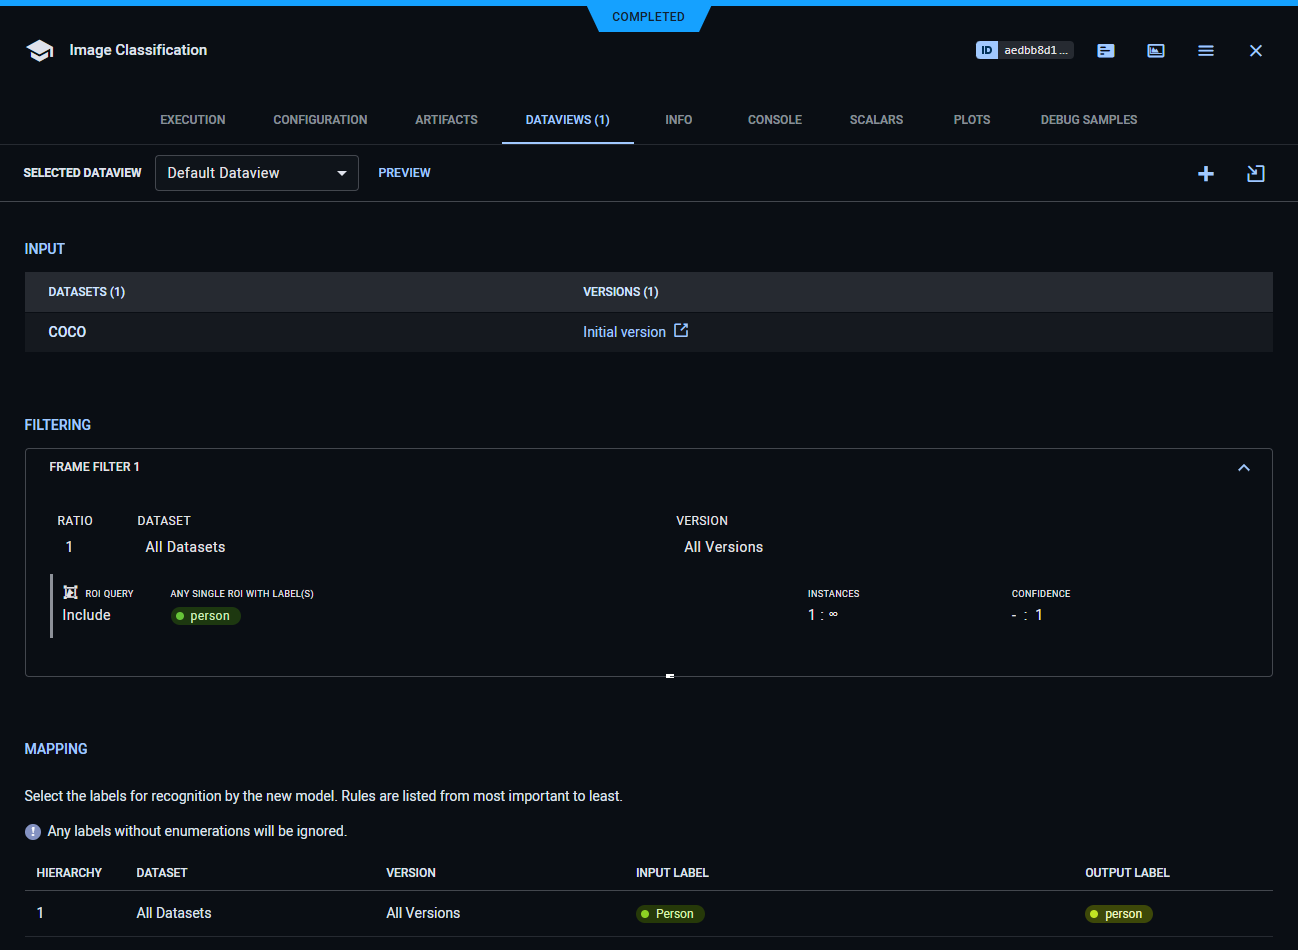 COMPLETED
Image Classification
ID aedbb8d1...
EXECUTION CONFIGURATION ARTIFACTS DATAVIEWS (1) INFO CONSOLE SCALARS PLOTS DEBUG SAMPLES
SELECTED DATAVIEW Default Dataview PREVIEW
INPUT
DATASETS (1) VERSIONS (1)
COCO Initial version
FILTERING
FRAME FILTER 1
RATIO DATASET VERSION
1 All Datasets All Versions
ROI QUERY ANY SINGLE ROI WITH LABEL(S) INSTANCES CONFIDENCE
Include person 1 : ∞ - : 1
MAPPING
Select the labels for recognition by the new model. Rules are listed from most important to least.
! Any labels without enumerations will be ignored.
HIERARCHY DATASET VERSION INPUT LABEL OUTPUT LABEL
1 All Datasets All Versions Person person